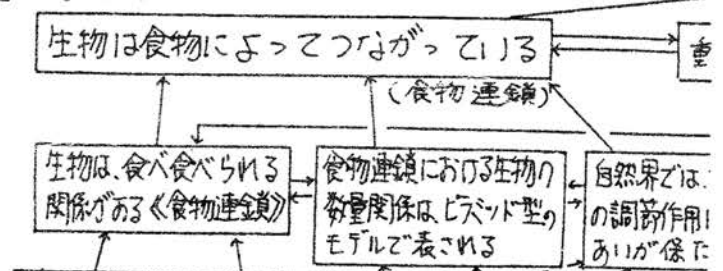 生物は食物によってつながっている
重
(食物連鎖)
生物は、食べ食べられる
関係がある《食物連鎖》
食物連鎖における生物の
数量関係は、ピラミッド型の
モデルで表される
自然界では、
の調節作用
あいが保た